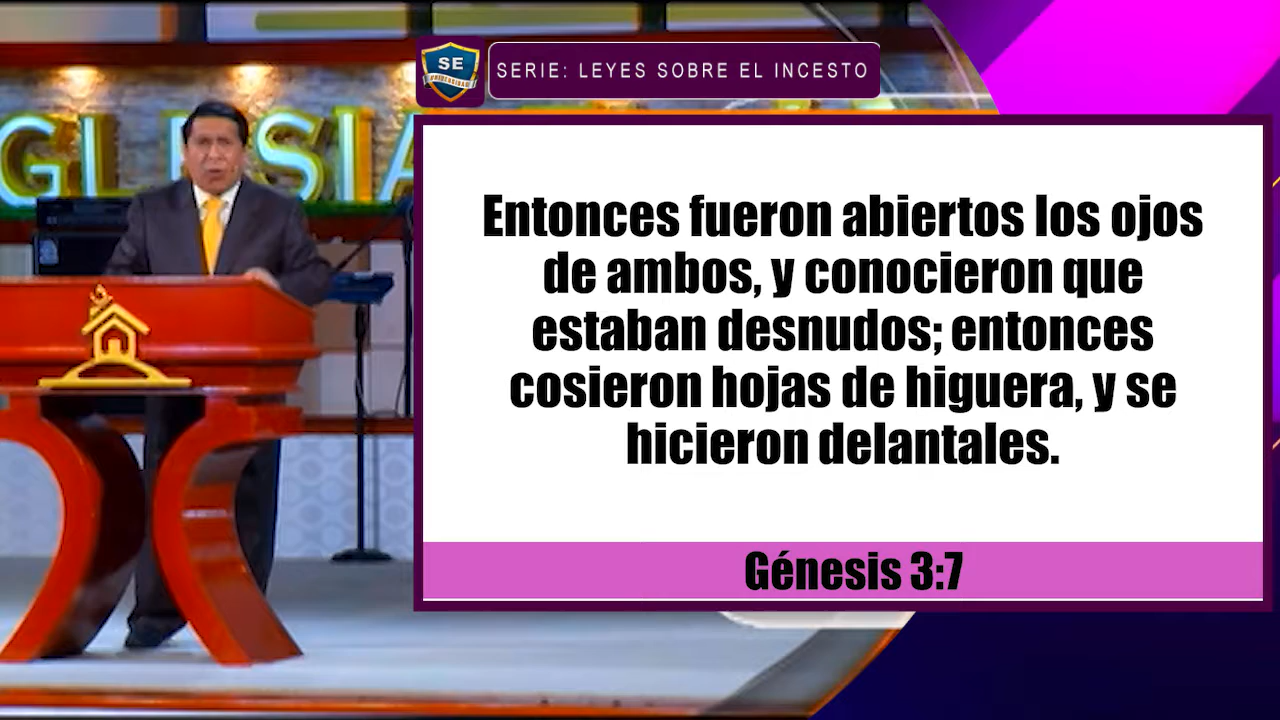 SE
UNIVERSIDAD
SERIE: LEYES SOBRE EL INCESTO
GLESIA
Entonces fueron abiertos los ojos
de ambos, y conocieron que
estaban desnudos; entonces
cosieron hojas de higuera, y se
hicieron delantales.
Génesis 3:7